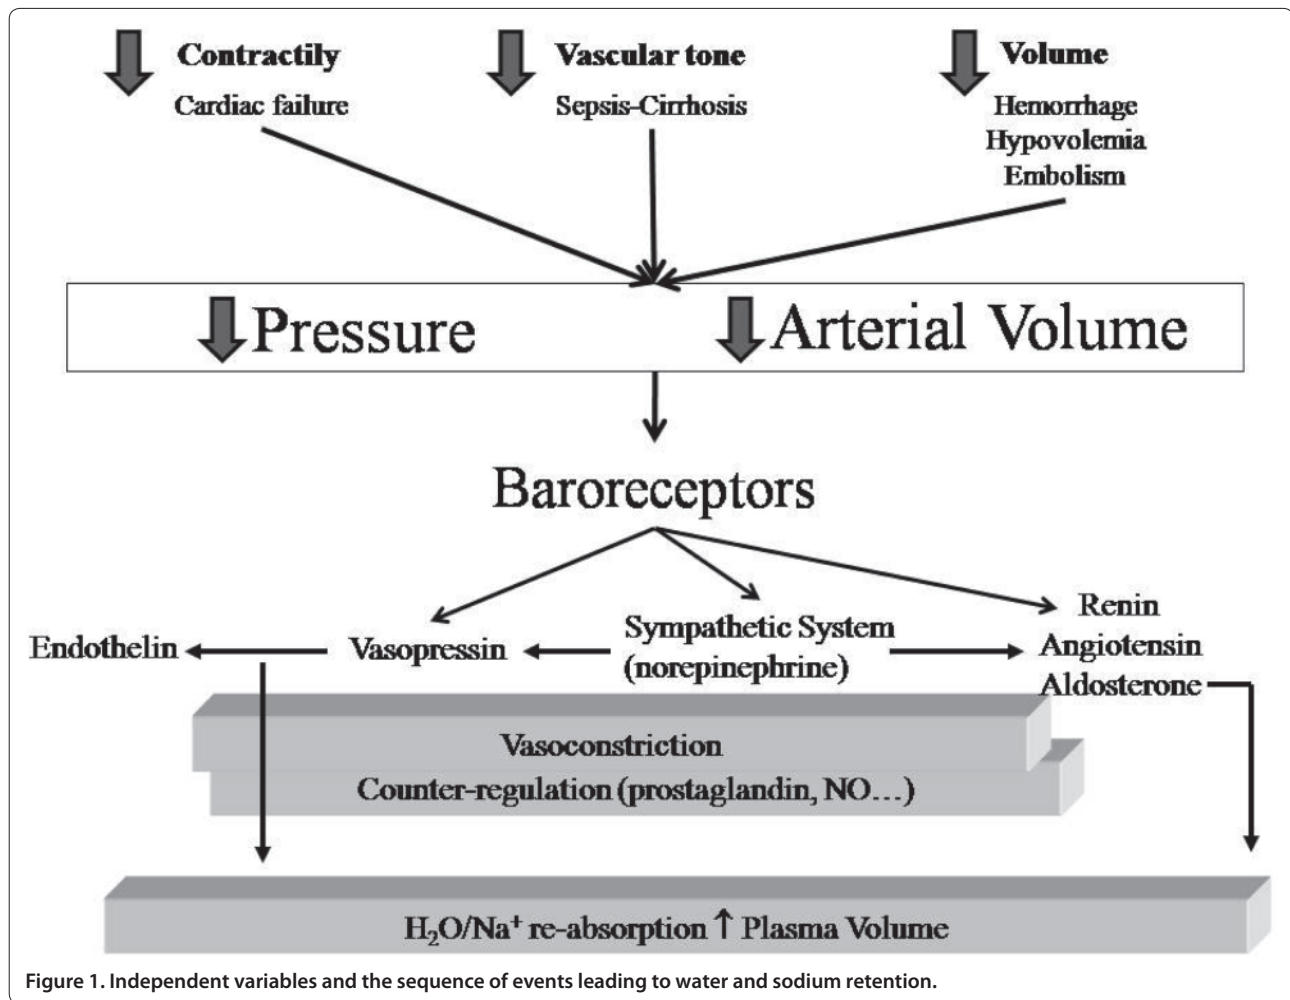 Contractily
Cardiac failure
Vascular tone
Sepsis-Cirrhosis
Volume
Hemorrhage
Hypovolemia
Embolism
Pressure
Arterial Volume
Baroreceptors
Endothelin
Vasopressin
Sympathetic System
(norepinephrine)
Renin
Angiotensin
Aldosterone
Vasoconstriction
Counter-regulation (prostaglandin, NO…)
H₂O/Na⁺ re-absorption ↑ Plasma Volume
Figure 1. Independent variables and the sequence of events leading to water and sodium retention.